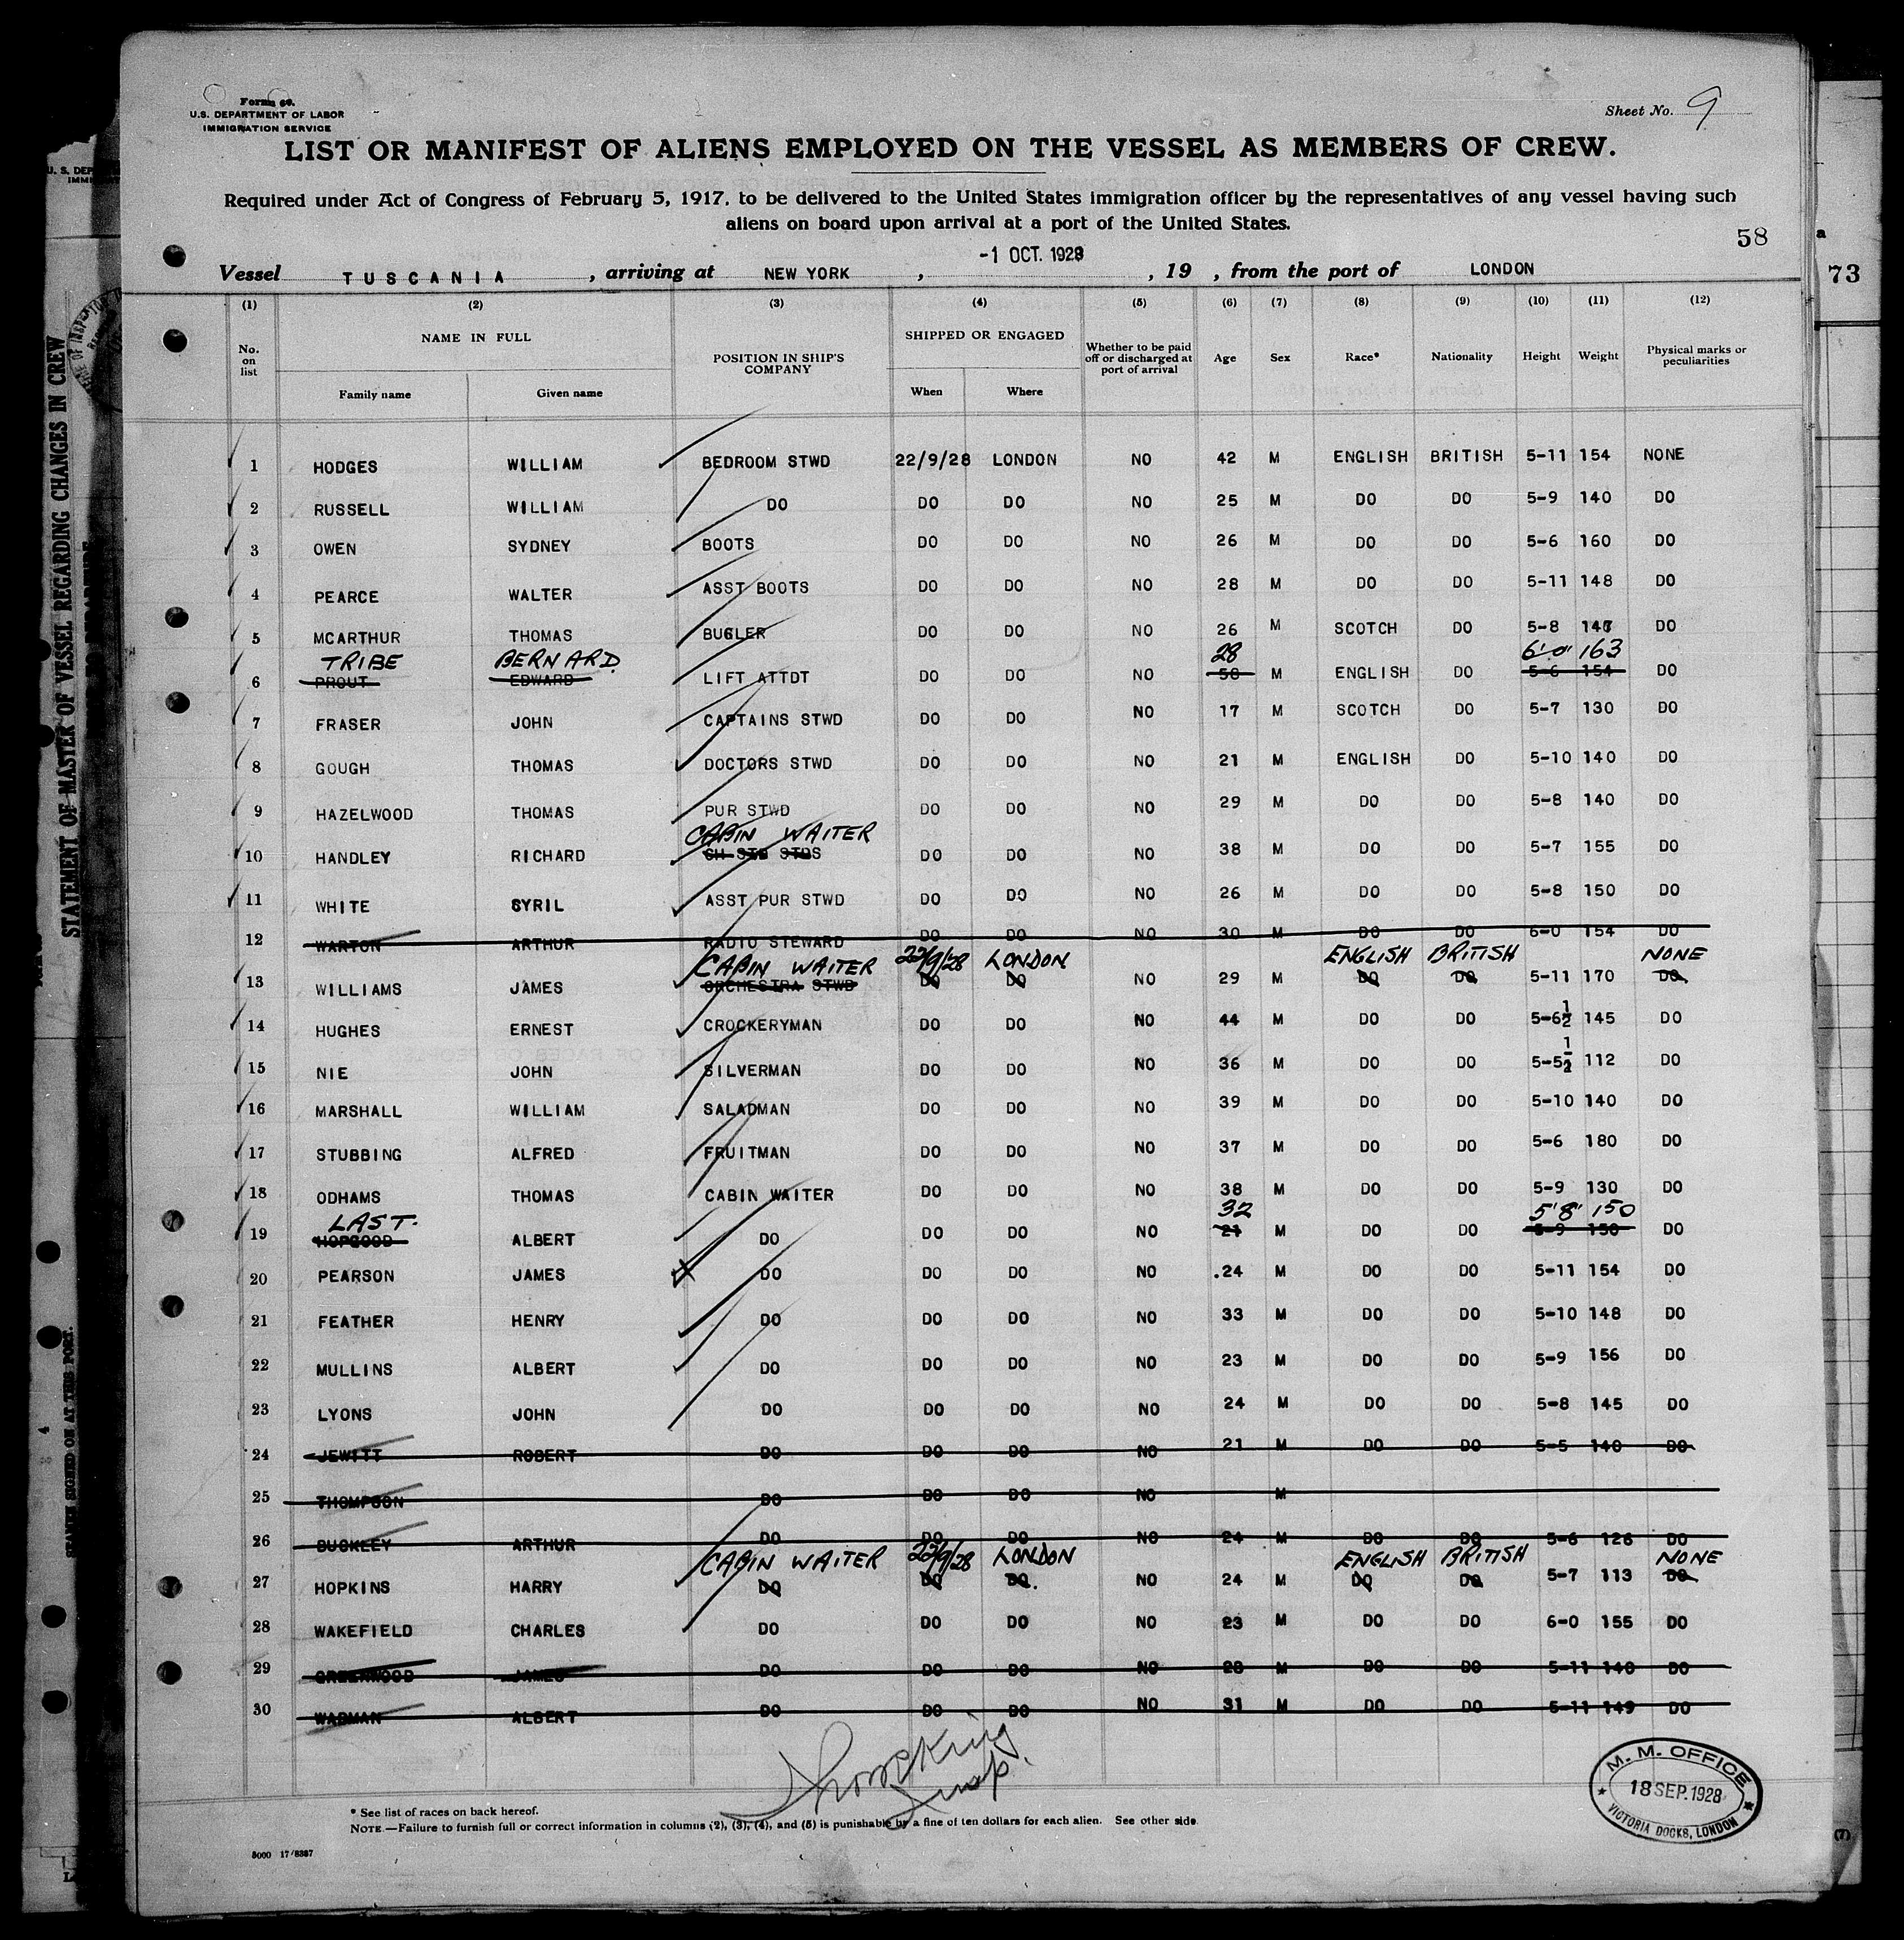 Form 689.
U.S. DEPARTMENT OF LABOR
IMMIGRATION SERVICE
Sheet No. 9
LIST OR MANIFEST OF ALIENS EMPLOYED ON THE VESSEL AS MEMBERS OF CREW.
Required under Act of Congress of February 5, 1917, to be delivered to the United States immigration officer by the representatives of any vessel having such
aliens on board upon arrival at a port of the United States.
58
Vessel TUSCANIA, arriving at NEW YORK, -1 OCT. 1928, 19 , from the port of LONDON
(1) (2) (3) (4) (5) (6) (7) (8) (9) (10) (11) (12)
No. on list NAME IN FULL Family name Given name POSITION IN SHIP'S COMPANY SHIPPED OR ENGAGED When Where Whether to be paid off or discharged at port of arrival Age Sex Race* Nationality Height Weight Physical marks or peculiarities
1 HODGES WILLIAM BEDROOM STWD 22/9/28 LONDON NO 42 M ENGLISH BRITISH 5-11 154 NONE
2 RUSSELL WILLIAM DO DO DO NO 25 M DO DO 5-9 140 DO
3 OWEN SYDNEY BOOTS DO DO NO 26 M DO DO 5-6 160 DO
4 PEARCE WALTER ASST BOOTS DO DO NO 28 M DO DO 5-11 148 DO
5 MCARTHUR THOMAS BUGLER DO DO NO 26 M SCOTCH DO 5-8 147 DO
TRIBE BERNARD. 28 6'0" 163
6 PROUT EDWARD LIFT ATTDT DO DO NO 58 M ENGLISH DO 5-6 154 DO
7 FRASER JOHN CAPTAINS STWD DO DO NO 17 M SCOTCH DO 5-7 130 DO
8 GOUGH THOMAS DOCTORS STWD DO DO NO 21 M ENGLISH DO 5-10 140 DO
9 HAZELWOOD THOMAS PUR STWD DO DO NO 29 M DO DO 5-8 140 DO
CABIN WAITER
10 HANDLEY RICHARD DO DO NO 38 M DO DO 5-7 155 DO
11 WHITE SYRIL ASST PUR STWD DO DO NO 26 M DO DO 5-8 150 DO
12 WARTON ARTHUR RADIO STEWARD DO DO NO 30 M DO DO 6-0 154 DO
CABIN WAITER 22/9/28 LONDON ENGLISH BRITISH NONE
13 WILLIAMS JAMES ORCHESTRA STWD DO DO NO 29 M DO DO 5-11 170 DO
14 HUGHES ERNEST CROCKERYMAN DO DO NO 44 M DO DO 5-6½ 145 DO
15 NIE JOHN SILVERMAN DO DO NO 36 M DO DO 5-5½ 112 DO
16 MARSHALL WILLIAM SALADMAN DO DO NO 39 M DO DO 5-10 140 DO
17 STUBBING ALFRED FRUITMAN DO DO NO 37 M DO DO 5-6 180 DO
18 ODHAMS THOMAS CABIN WAITER DO DO NO 38 M DO DO 5-9 130 DO
LAST. 32 5'8" 150
19 HOPGOOD ALBERT DO DO DO NO 21 M DO DO 5-9 150 DO
20 PEARSON JAMES DO DO DO NO 24 M DO DO 5-11 154 DO
21 FEATHER HENRY DO DO DO NO 33 M DO DO 5-10 148 DO
22 MULLINS ALBERT DO DO DO NO 23 M DO DO 5-9 156 DO
23 LYONS JOHN DO DO DO NO 24 M DO DO 5-8 145 DO
24 JEWITT ROBERT DO DO DO NO 21 M DO DO 5-5 140 DO
25 THOMPSON DO DO DO NO M
26 BUCKLEY ARTHUR DO DO DO NO 24 M DO DO 5-6 126 DO
CABIN WAITER 22/9/28 LONDON ENGLISH BRITISH NONE
27 HOPKINS HARRY DO DO DO NO 24 M DO DO 5-7 113 DO
28 WAKEFIELD CHARLES DO DO DO NO 23 M DO DO 6-0 155 DO
29 GREENWOOD JAMES DO DO DO NO 28 M DO DO 5-11 140 DO
30 WADMAN ALBERT DO DO DO NO 31 M DO DO 5-11 149 DO
M. M. OFFICE
18 SEP. 1928
VICTORIA DOCKS, LONDON
* See list of races on back hereof.
NOTE.—Failure to furnish full or correct information in columns (2), (3), (4), and (5) is punishable by a fine of ten dollars for each alien. See other side.
5000 17/8387
STATEMENT OF MASTER OF VESSEL REGARDING CHANGES IN CREW
73